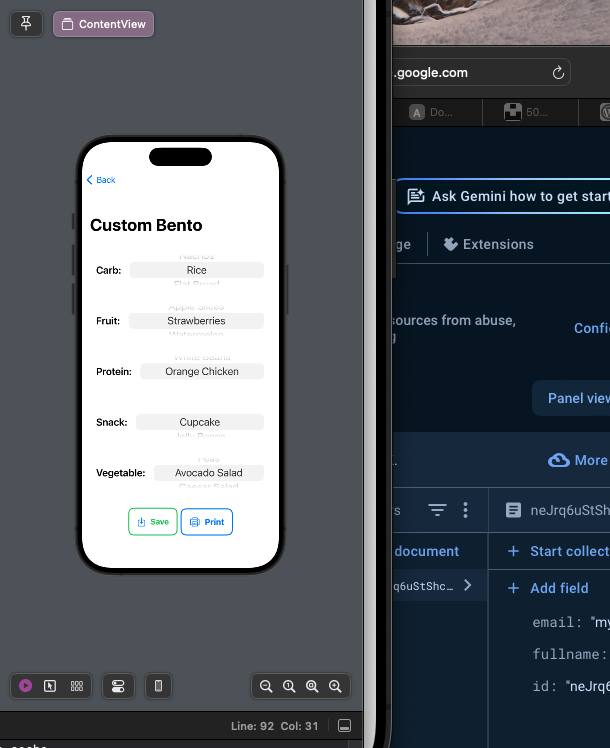 ContentView
Back
Custom Bento
Carb:
Nachos
Rice
Flat Bread
Fruit:
Apple Slices
Strawberries
Watermelon
Protein:
White Beans
Orange Chicken
Snack:
Cupcake
Jelly Beans
Vegetable:
Peas
Avocado Salad
Caesar Salad
Save
Print
Line: 92 Col: 31
.google.com
A Do...
50...
Ask Gemini how to get start
ge
Extensions
ources from abuse,
g
Confi
Panel view
More
s
neJrq6uStSh
document
+ Start collect
rq6uStShc…
+ Add field
email: "my
fullname:
id: "neJrq6